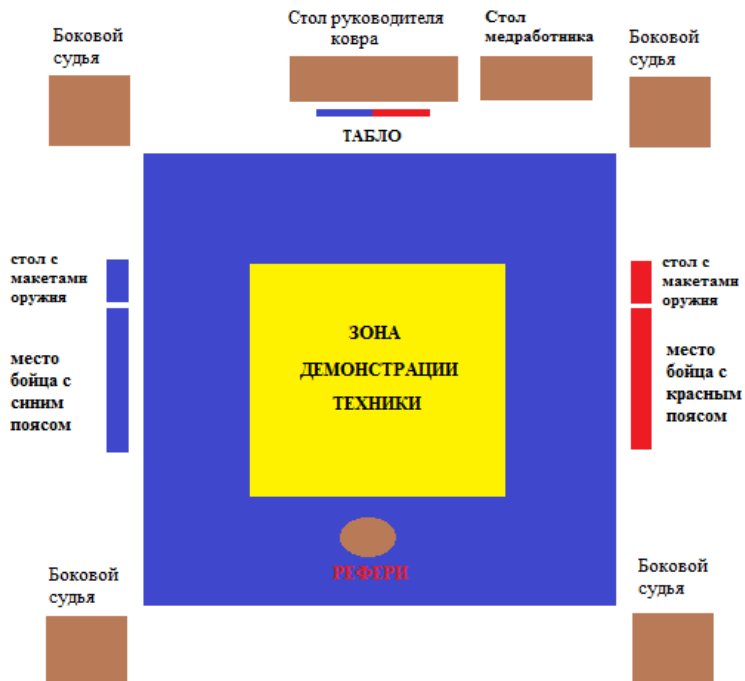 Боковой
судья
Стол руководителя
ковра
Стол
медработника
Боковой
судья
ТАБЛО
стол с
макетами
оружия
стол с
макетами
оружия
место
бойца с
синим
поясом
ЗОНА
ДЕМОНСТРАЦИИ
ТЕХНИКИ
место
бойца с
красным
поясом
РЕФЕРИ
Боковой
судья
Боковой
судья